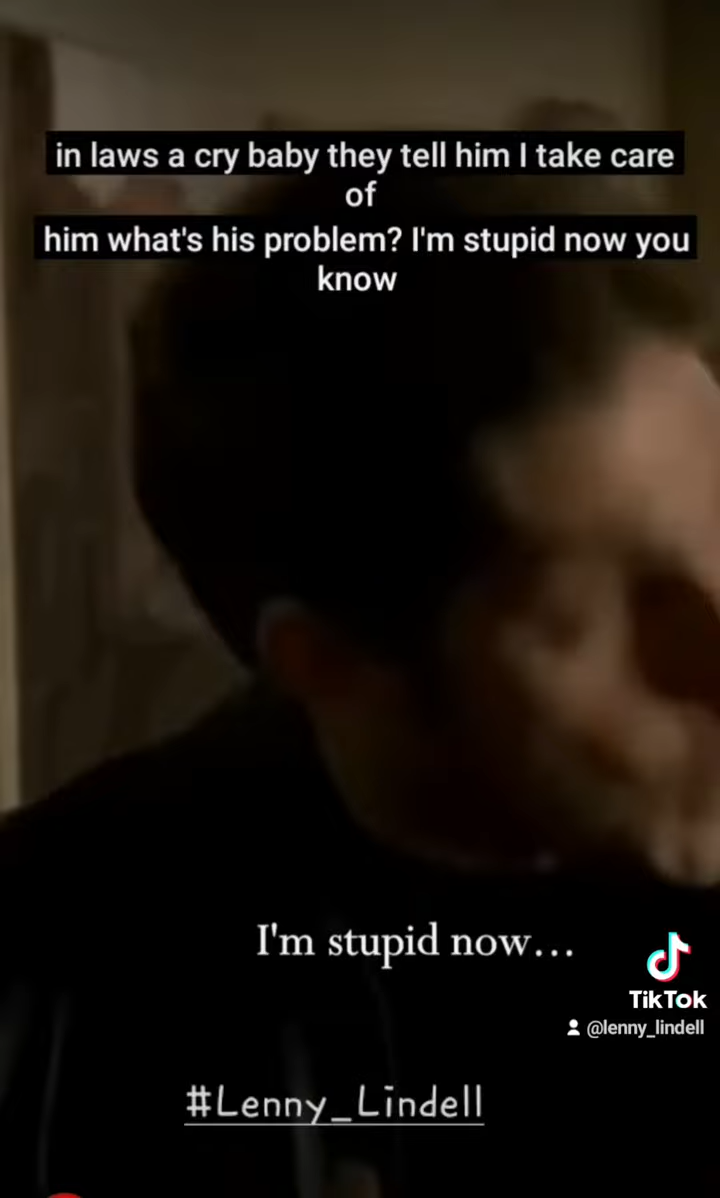 in laws a cry baby they tell him I take care
of
him what's his problem? I'm stupid now you
know
I'm stupid now...
TikTok
@lenny_lindell
#Lenny_Lindell